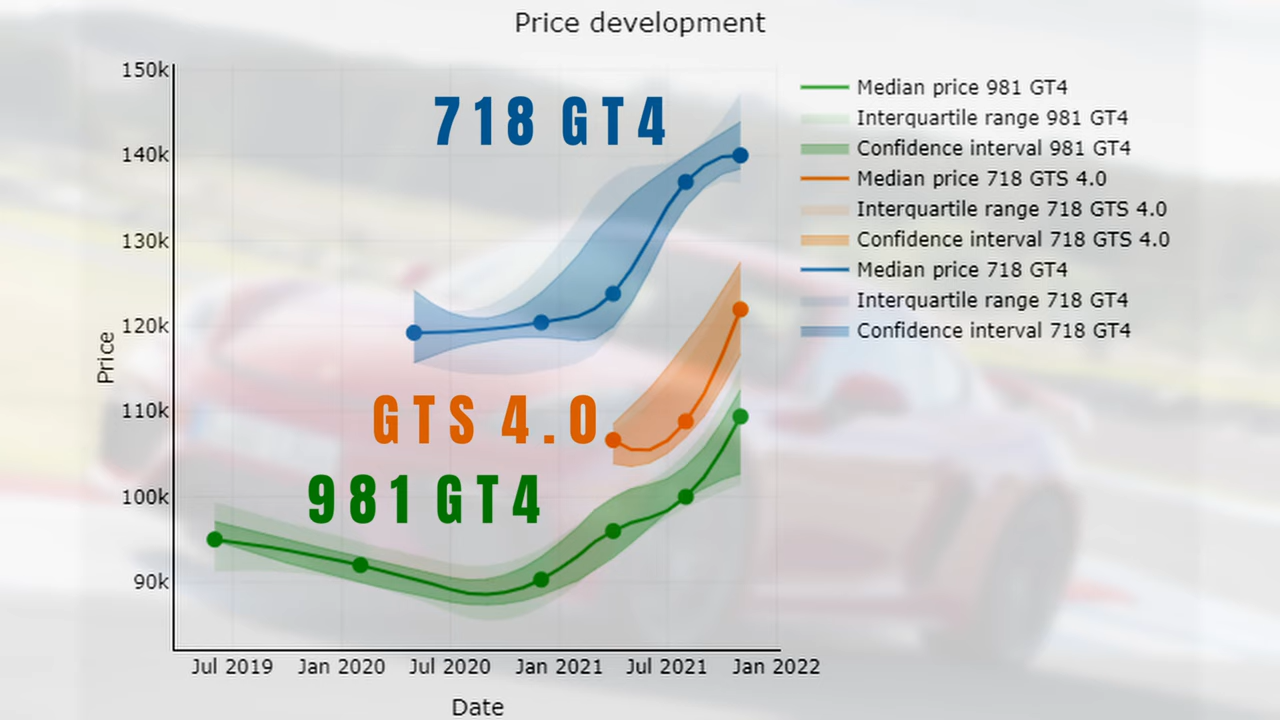 Price development
150k
140k
130k
120k
110k
100k
90k
Price
718 GT4
GTS 4.0
981 GT4
Jul 2019 Jan 2020 Jul 2020 Jan 2021 Jul 2021 Jan 2022
Date
Median price 981 GT4
Interquartile range 981 GT4
Confidence interval 981 GT4
Median price 718 GTS 4.0
Interquartile range 718 GTS 4.0
Confidence interval 718 GTS 4.0
Median price 718 GT4
Interquartile range 718 GT4
Confidence interval 718 GT4